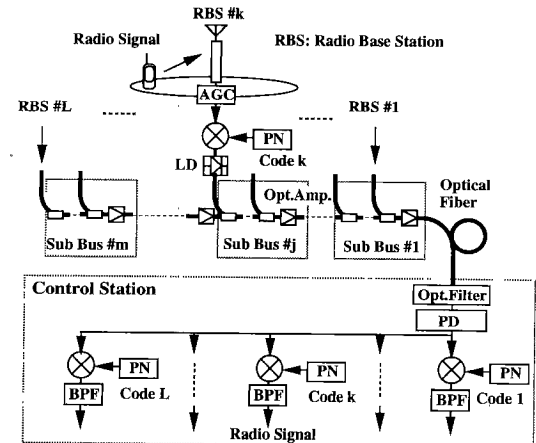 RBS #k
Radio Signal
RBS: Radio Base Station
AGC
RBS #L
RBS #1
PN
Code k
LD
Opt.Amp.
Optical
Fiber
Sub Bus #m
Sub Bus #j
Sub Bus #1
Control Station
Opt.Filter
PD
PN
PN
PN
BPF
Code L
BPF
Code k
BPF
Code 1
Radio Signal